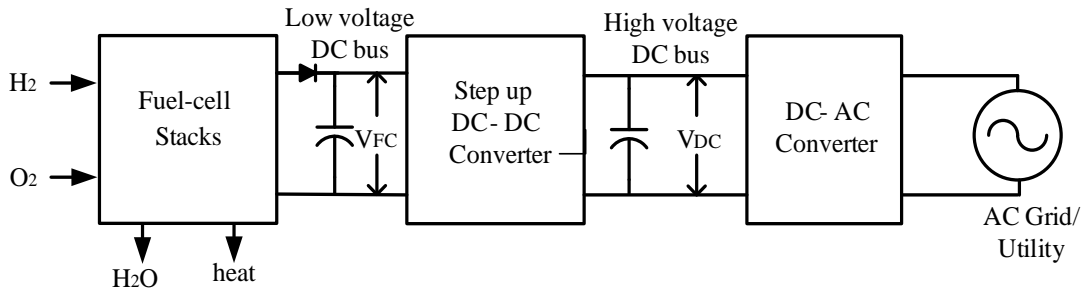 Low voltage
DC bus
High voltage
DC bus
H2
O2
Fuel-cell
Stacks
VFC
Step up
DC- DC
Converter
VDC
DC- AC
Converter
AC Grid/
Utility
H2O
heat